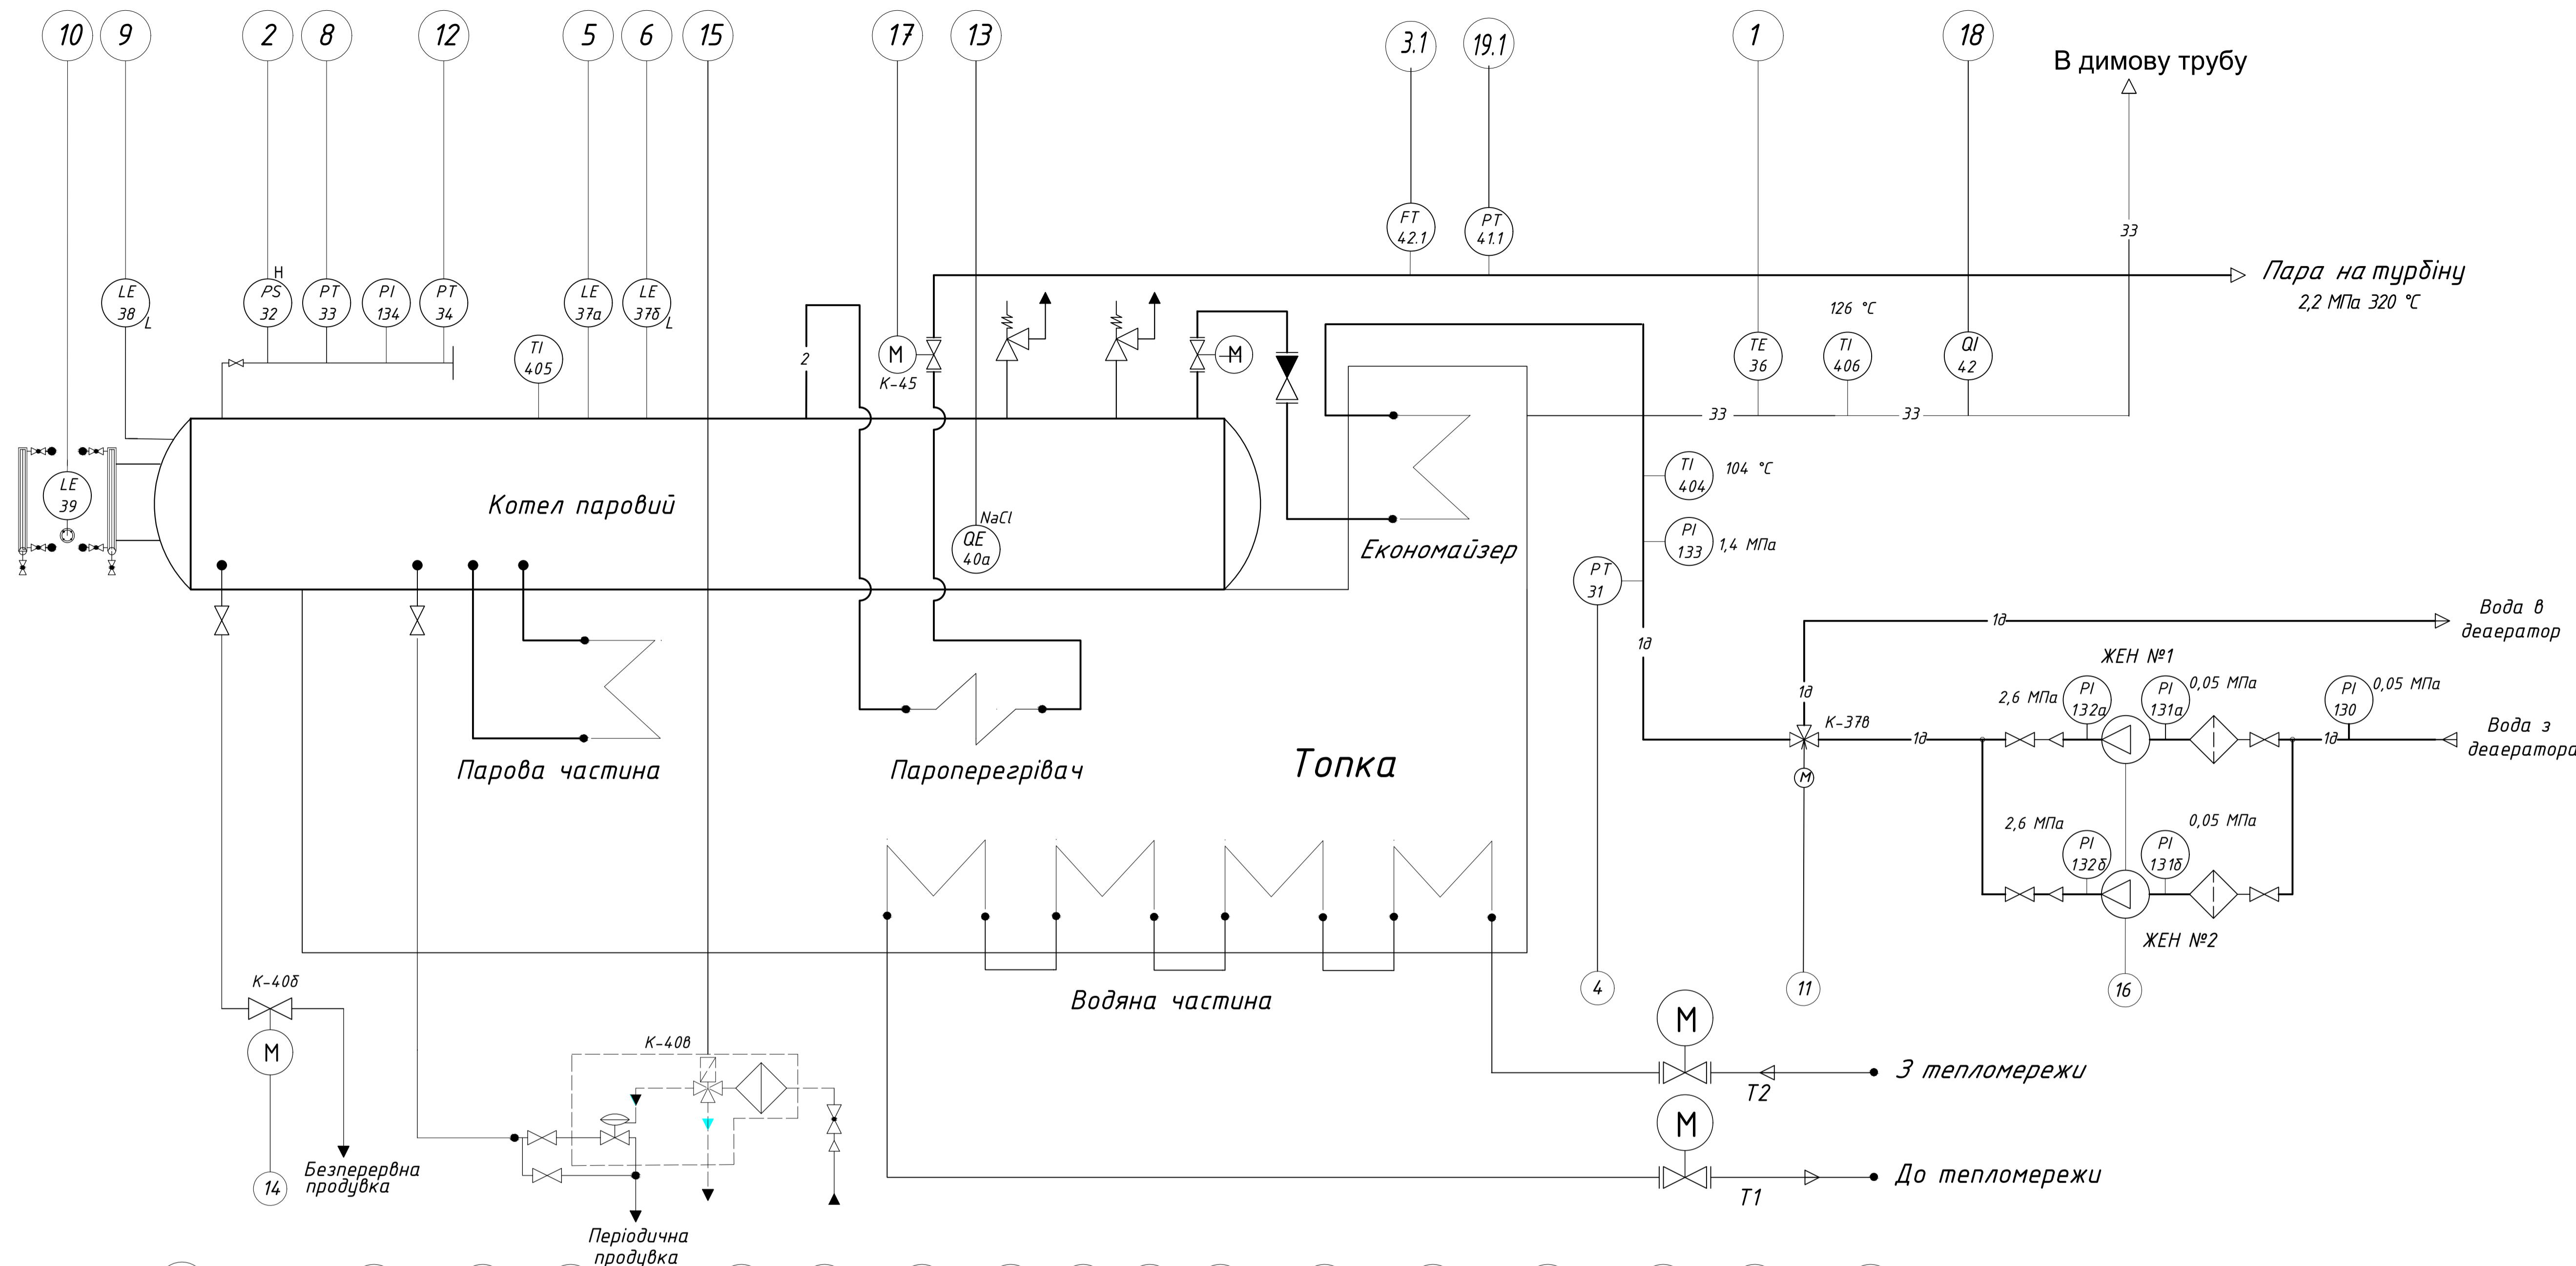 10
9
2
8
12
5
6
15
17
13
3.1
19.1
1
18
В димову трубу
FT
42.1
PT
41.1
33
Пара на турбіну
2,2 МПа 320 °C
LE
38
L
H
PS
32
PT
33
PI
134
PT
34
LE
37а
LE
37б
L
TI
405
2
M
К-45
M
TE
36
126 °C
TI
406
QI
42
33
33
LE
39
Котел паровий
NaCl
QE
40а
Економайзер
TI
404
104 °C
PI
133
1,4 МПа
PT
31
1д
1д
Вода в
деаератор
ЖЕН №1
1д
К-37в
M
1д
2,6 МПа
PI
132а
PI
131а
0,05 МПа
PI
130
0,05 МПа
1д
Вода з
деаератора
Парова частина
Пароперегрівач
Топка
2,6 МПа
PI
132б
PI
131б
0,05 МПа
ЖЕН №2
4
11
16
Водяна частина
К-40б
M
14
Безперервна
продувка
К-40в
Періодична
продувка
M
T2
З тепломережи
M
T1
До тепломережи